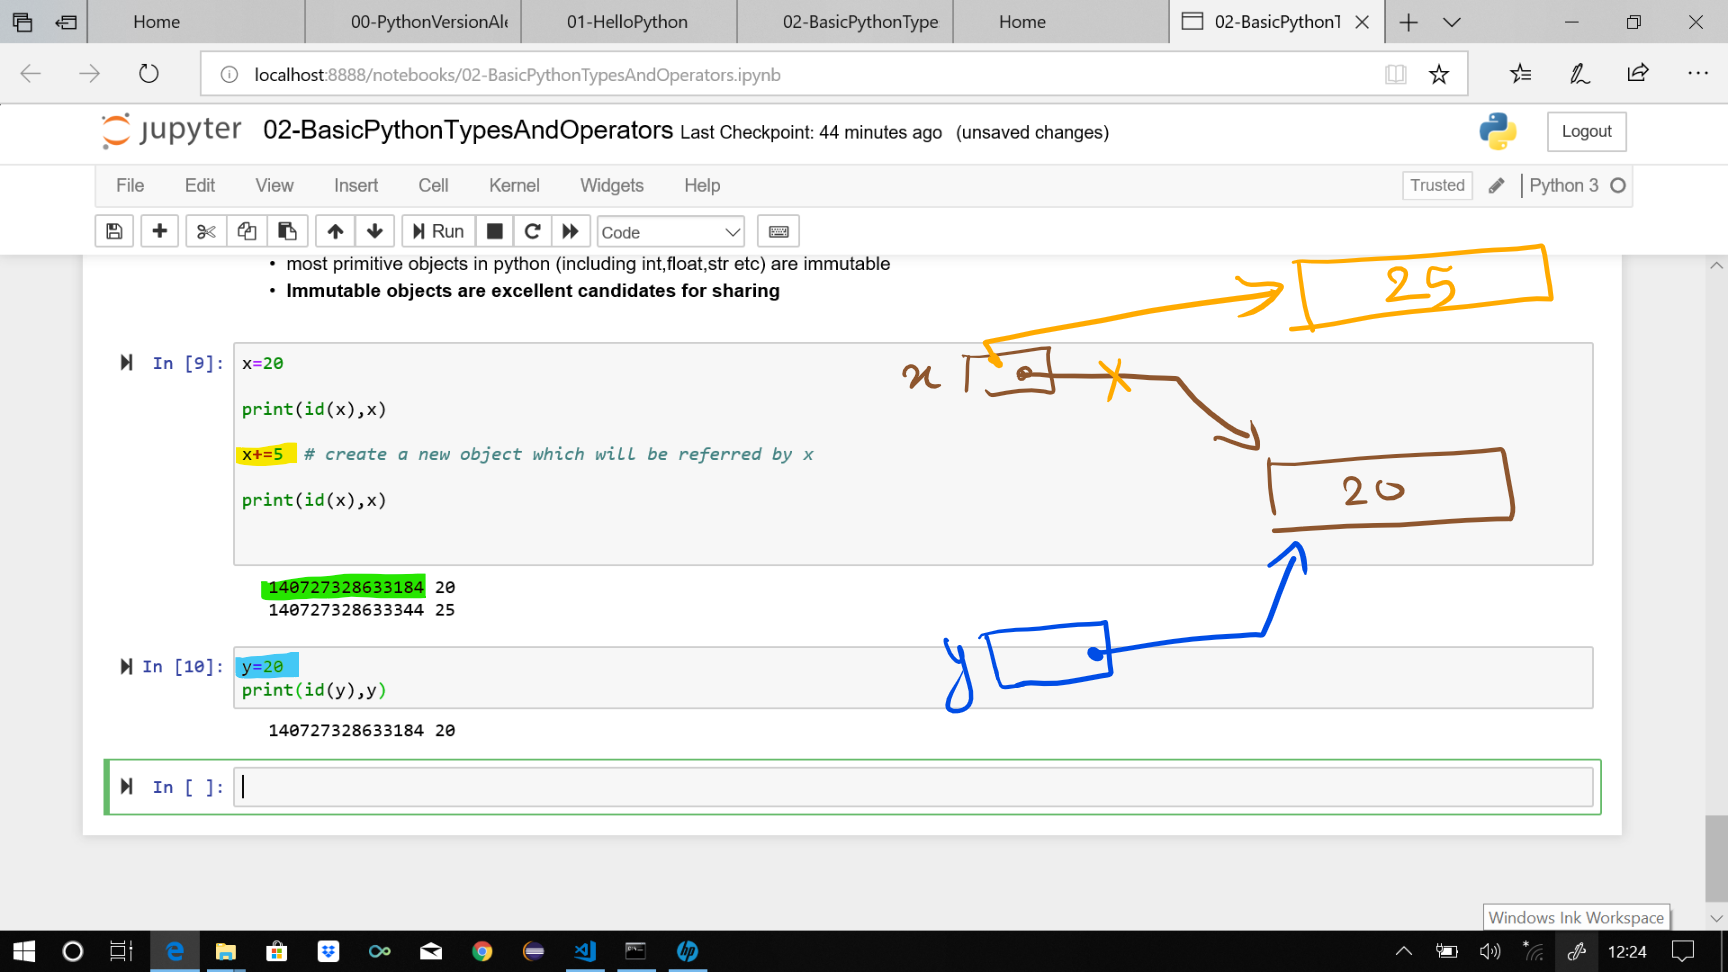 Home 00-PythonVersionAle 01-HelloPython 02-BasicPythonType Home 02-BasicPythonT
localhost:8888/notebooks/02-BasicPythonTypesAndOperators.ipynb
jupyter 02-BasicPythonTypesAndOperators Last Checkpoint: 44 minutes ago (unsaved changes) Logout
File Edit View Insert Cell Kernel Widgets Help Trusted Python 3
Run Code
• most primitive objects in python (including int,float,str etc) are immutable
• Immutable objects are excellent candidates for sharing
25
In [9]: x=20
x
print(id(x),x)
x+=5 # create a new object which will be referred by x
20
print(id(x),x)
140727328633184 20
140727328633344 25
In [10]: y=20
y
print(id(y),y)
140727328633184 20
In [ ]:
Windows Ink Workspace
12:24